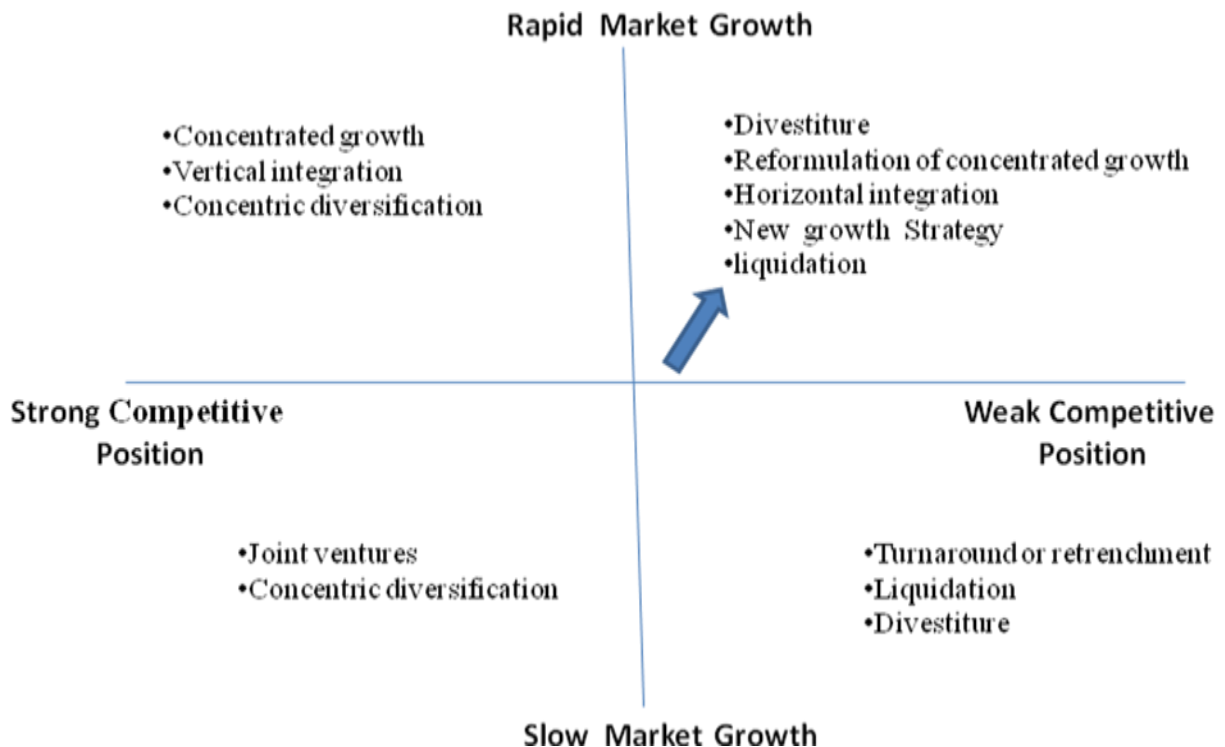 Rapid Market Growth
•Concentrated growth
•Vertical integration
•Concentric diversification
•Divestiture
•Reformulation of concentrated growth
•Horizontal integration
•New growth Strategy
•liquidation
Strong Competitive
Position
Weak Competitive
Position
•Joint ventures
•Concentric diversification
•Turnaround or retrenchment
•Liquidation
•Divestiture
Slow Market Growth